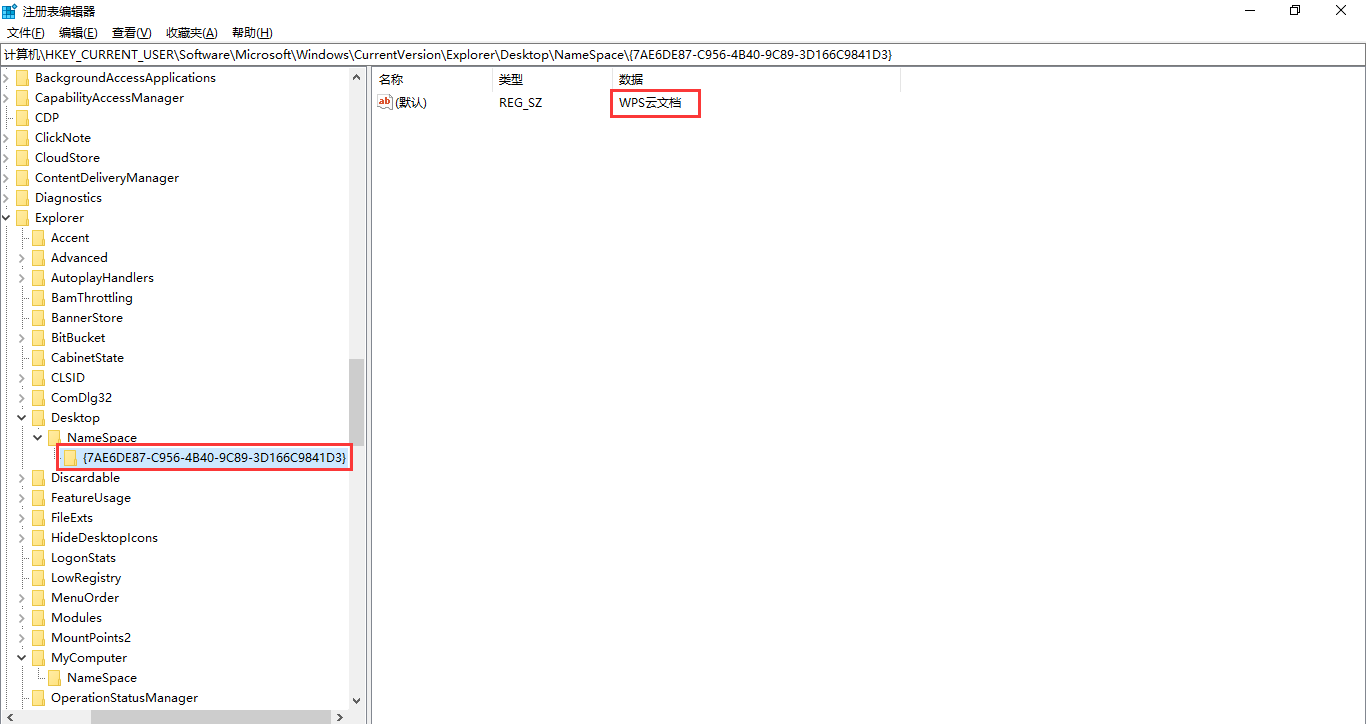 注册表编辑器
文件(F) 编辑(E) 查看(V) 收藏夹(A) 帮助(H)
计算机\HKEY_CURRENT_USER\Software\Microsoft\Windows\CurrentVersion\Explorer\Desktop\NameSpace\{7AE6DE87-C956-4B40-9C89-3D166C9841D3}
BackgroundAccessApplications
CapabilityAccessManager
CDP
ClickNote
CloudStore
ContentDeliveryManager
Diagnostics
Explorer
Accent
Advanced
AutoplayHandlers
BamThrottling
BannerStore
BitBucket
CabinetState
CLSID
ComDlg32
Desktop
NameSpace
{7AE6DE87-C956-4B40-9C89-3D166C9841D3}
Discardable
FeatureUsage
FileExts
HideDesktopIcons
LogonStats
LowRegistry
MenuOrder
Modules
MountPoints2
MyComputer
NameSpace
OperationStatusManager
名称 类型 数据
ab (默认) REG_SZ WPS云文档